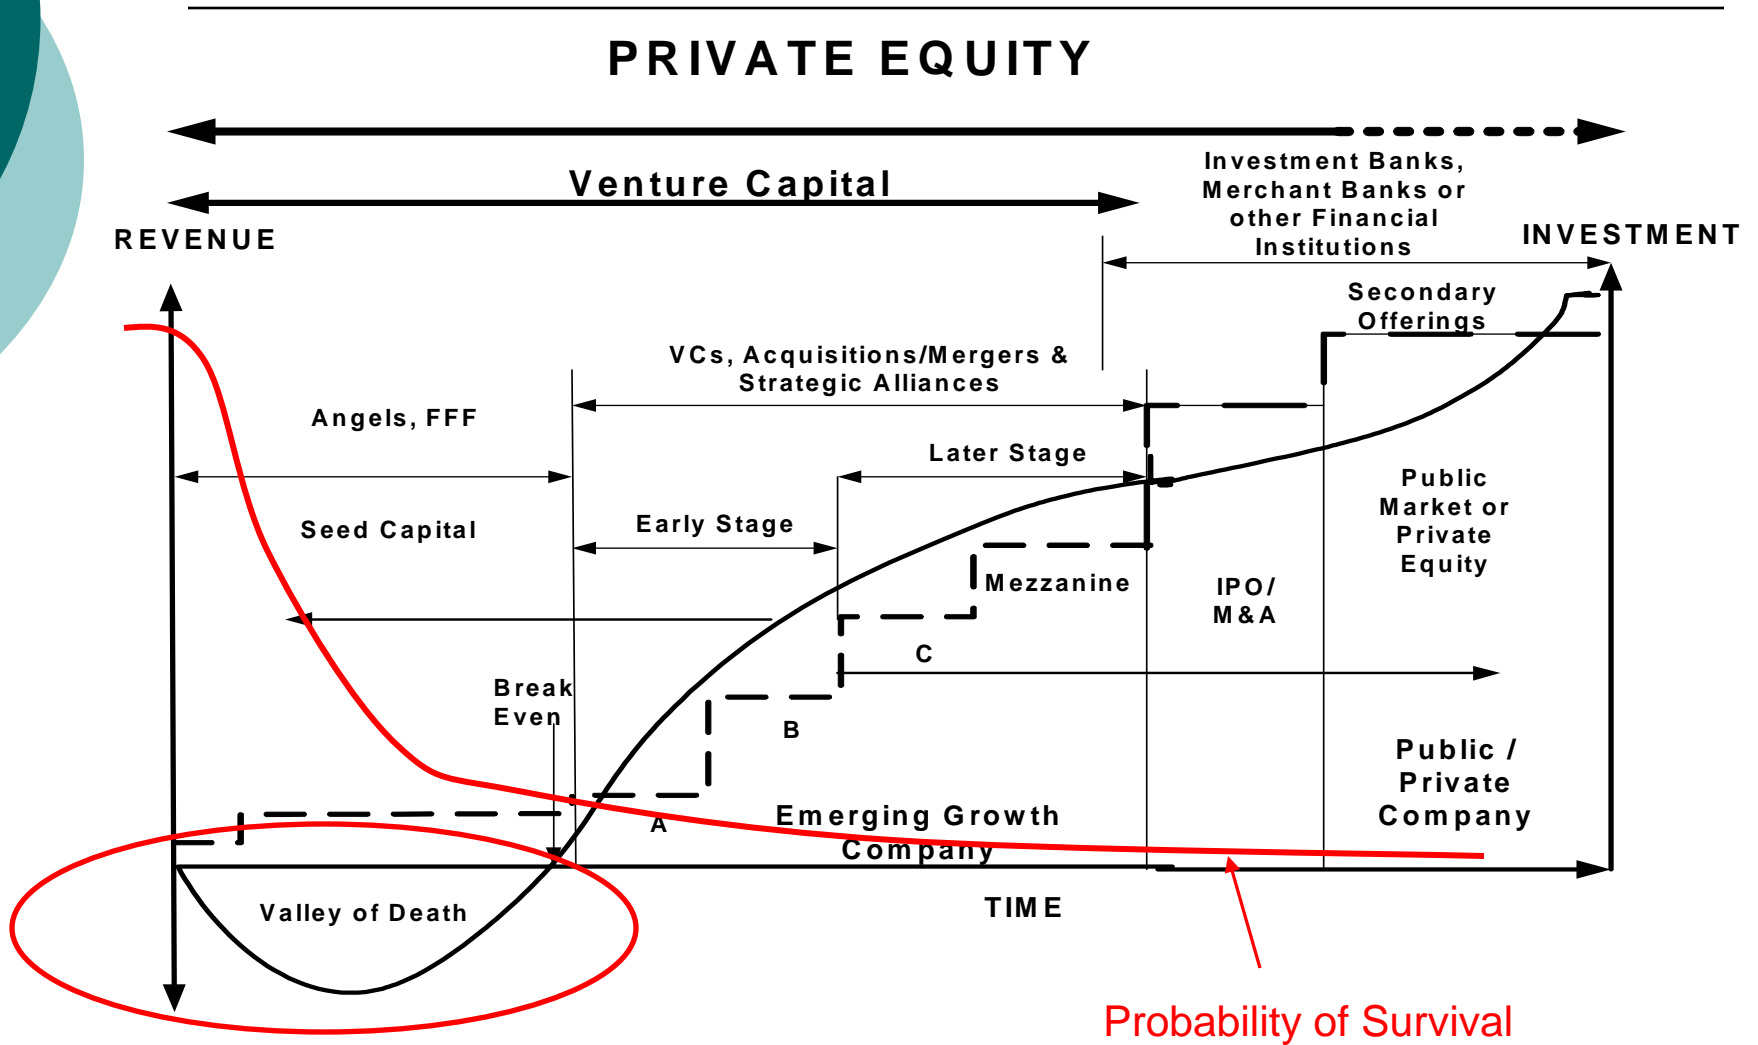 PRIVATE EQUITY
Venture Capital
Investment Banks,
Merchant Banks or
other Financial
Institutions
REVENUE
INVESTMENT
Secondary
Offerings
VCs, Acquisitions/Mergers &
Strategic Alliances
Angels, FFF
Later Stage
Public
Market or
Private
Equity
Seed Capital
Early Stage
Mezzanine
IPO/
M&A
C
Break
Even
B
Public /
Private
Company
A
Emerging Growth
Company
Valley of Death
TIME
Probability of Survival